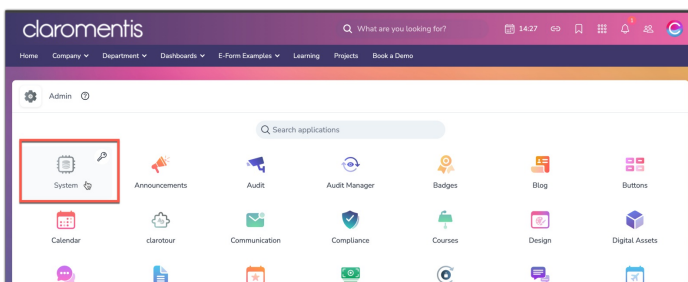 claromentis
What are you looking for?
14:27
1
Home Company Department Dashboards E-Form Examples Learning Projects Book a Demo
Admin
Search applications
System Announcements Audit Audit Manager Badges Blog Buttons
Calendar clarotour Communication Compliance Courses Design Digital Assets